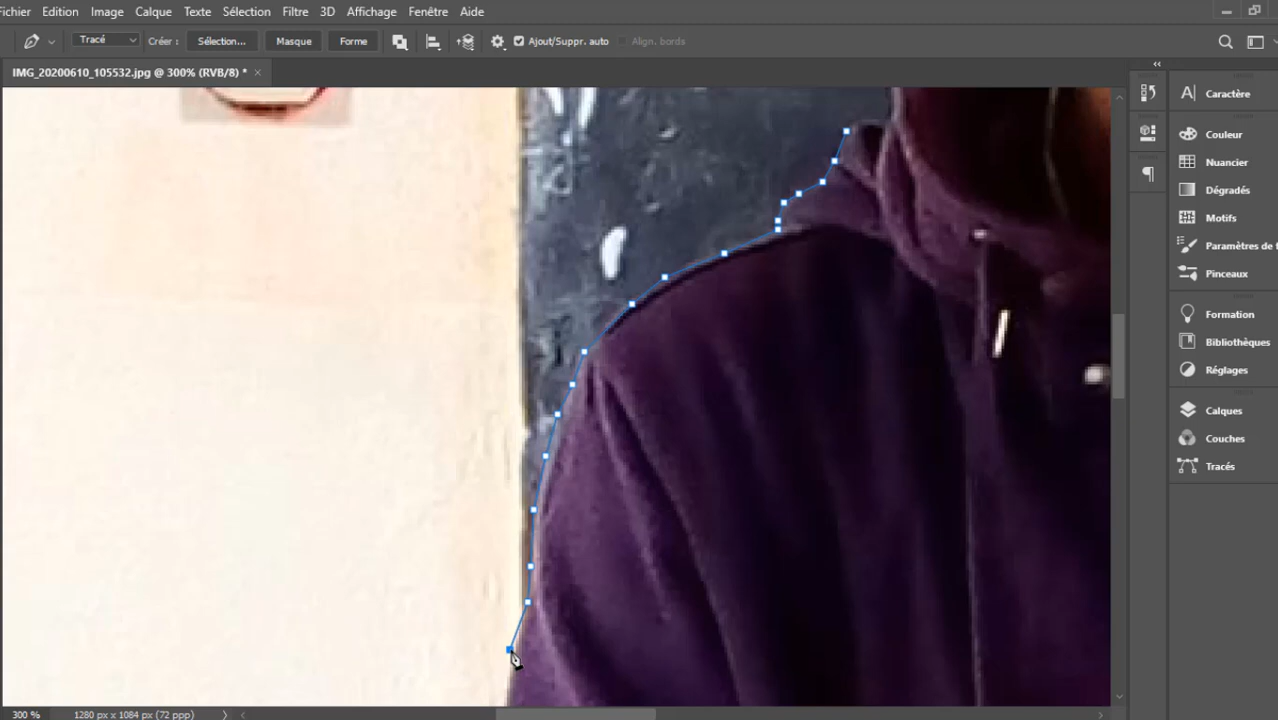 Fichier Edition Image Calque Texte Sélection Filtre 3D Affichage Fenêtre Aide
Tracé Créer : Sélection... Masque Forme Ajout/Suppr. auto Align. bords
IMG_20200610_105532.jpg @ 300% (RVB/8) * ×
Caractère
Couleur
Nuancier
Dégradés
Motifs
Paramètres de f
Pinceaux
Formation
Bibliothèques
Réglages
Calques
Couches
Tracés
300 % 1280 px x 1084 px (72 ppp)